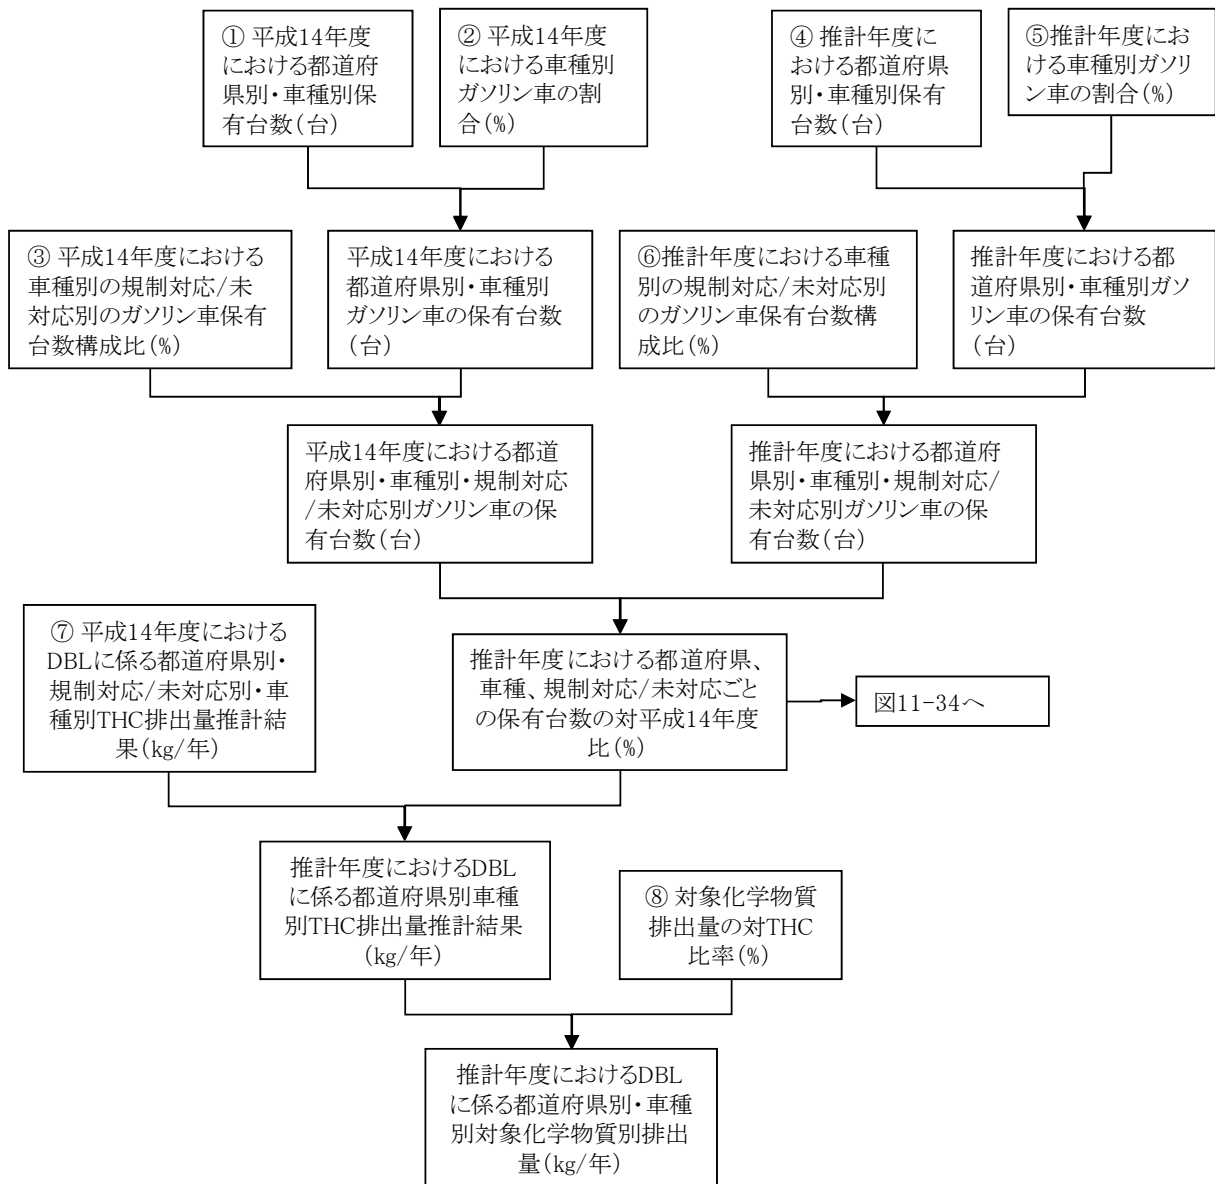 ① 平成14年度
における都道府
県別・車種別保
有台数(台)
② 平成14年度
における車種別
ガソリン車の割
合(%)
④ 推計年度に
おける都道府県
別・車種別保有
台数(台)
⑤推計年度にお
ける車種別ガソリ
ン車の割合(%)
③ 平成14年度における
車種別の規制対応/未
対応別のガソリン車保有
台数構成比(%)
平成14年度における
都道府県別・車種別
ガソリン車の保有台数
(台)
⑥推計年度における車種
別の規制対応/未対応別
のガソリン車保有台数構
成比(%)
推計年度における都
道府県別・車種別ガソ
リン車の保有台数
(台)
平成14年度における都道
府県別・車種別・規制対応
/未対応別ガソリン車の保
有台数(台)
推計年度における都道府
県別・車種別・規制対応/
未対応別ガソリン車の保
有台数(台)
⑦ 平成14年度における
DBLに係る都道府県別・
規制対応/未対応別・車
種別THC排出量推計結
果(kg/年)
推計年度における都道府県、
車種、規制対応/未対応ごと
の保有台数の対平成14年度
比(%)
図11-34へ
推計年度におけるDBL
に係る都道府県別車種
別THC排出量推計結果
(kg/年)
⑧ 対象化学物質
排出量の対THC
比率(%)
推計年度におけるDBL
に係る都道府県別・車種
別対象化学物質別排出
量(kg/年)